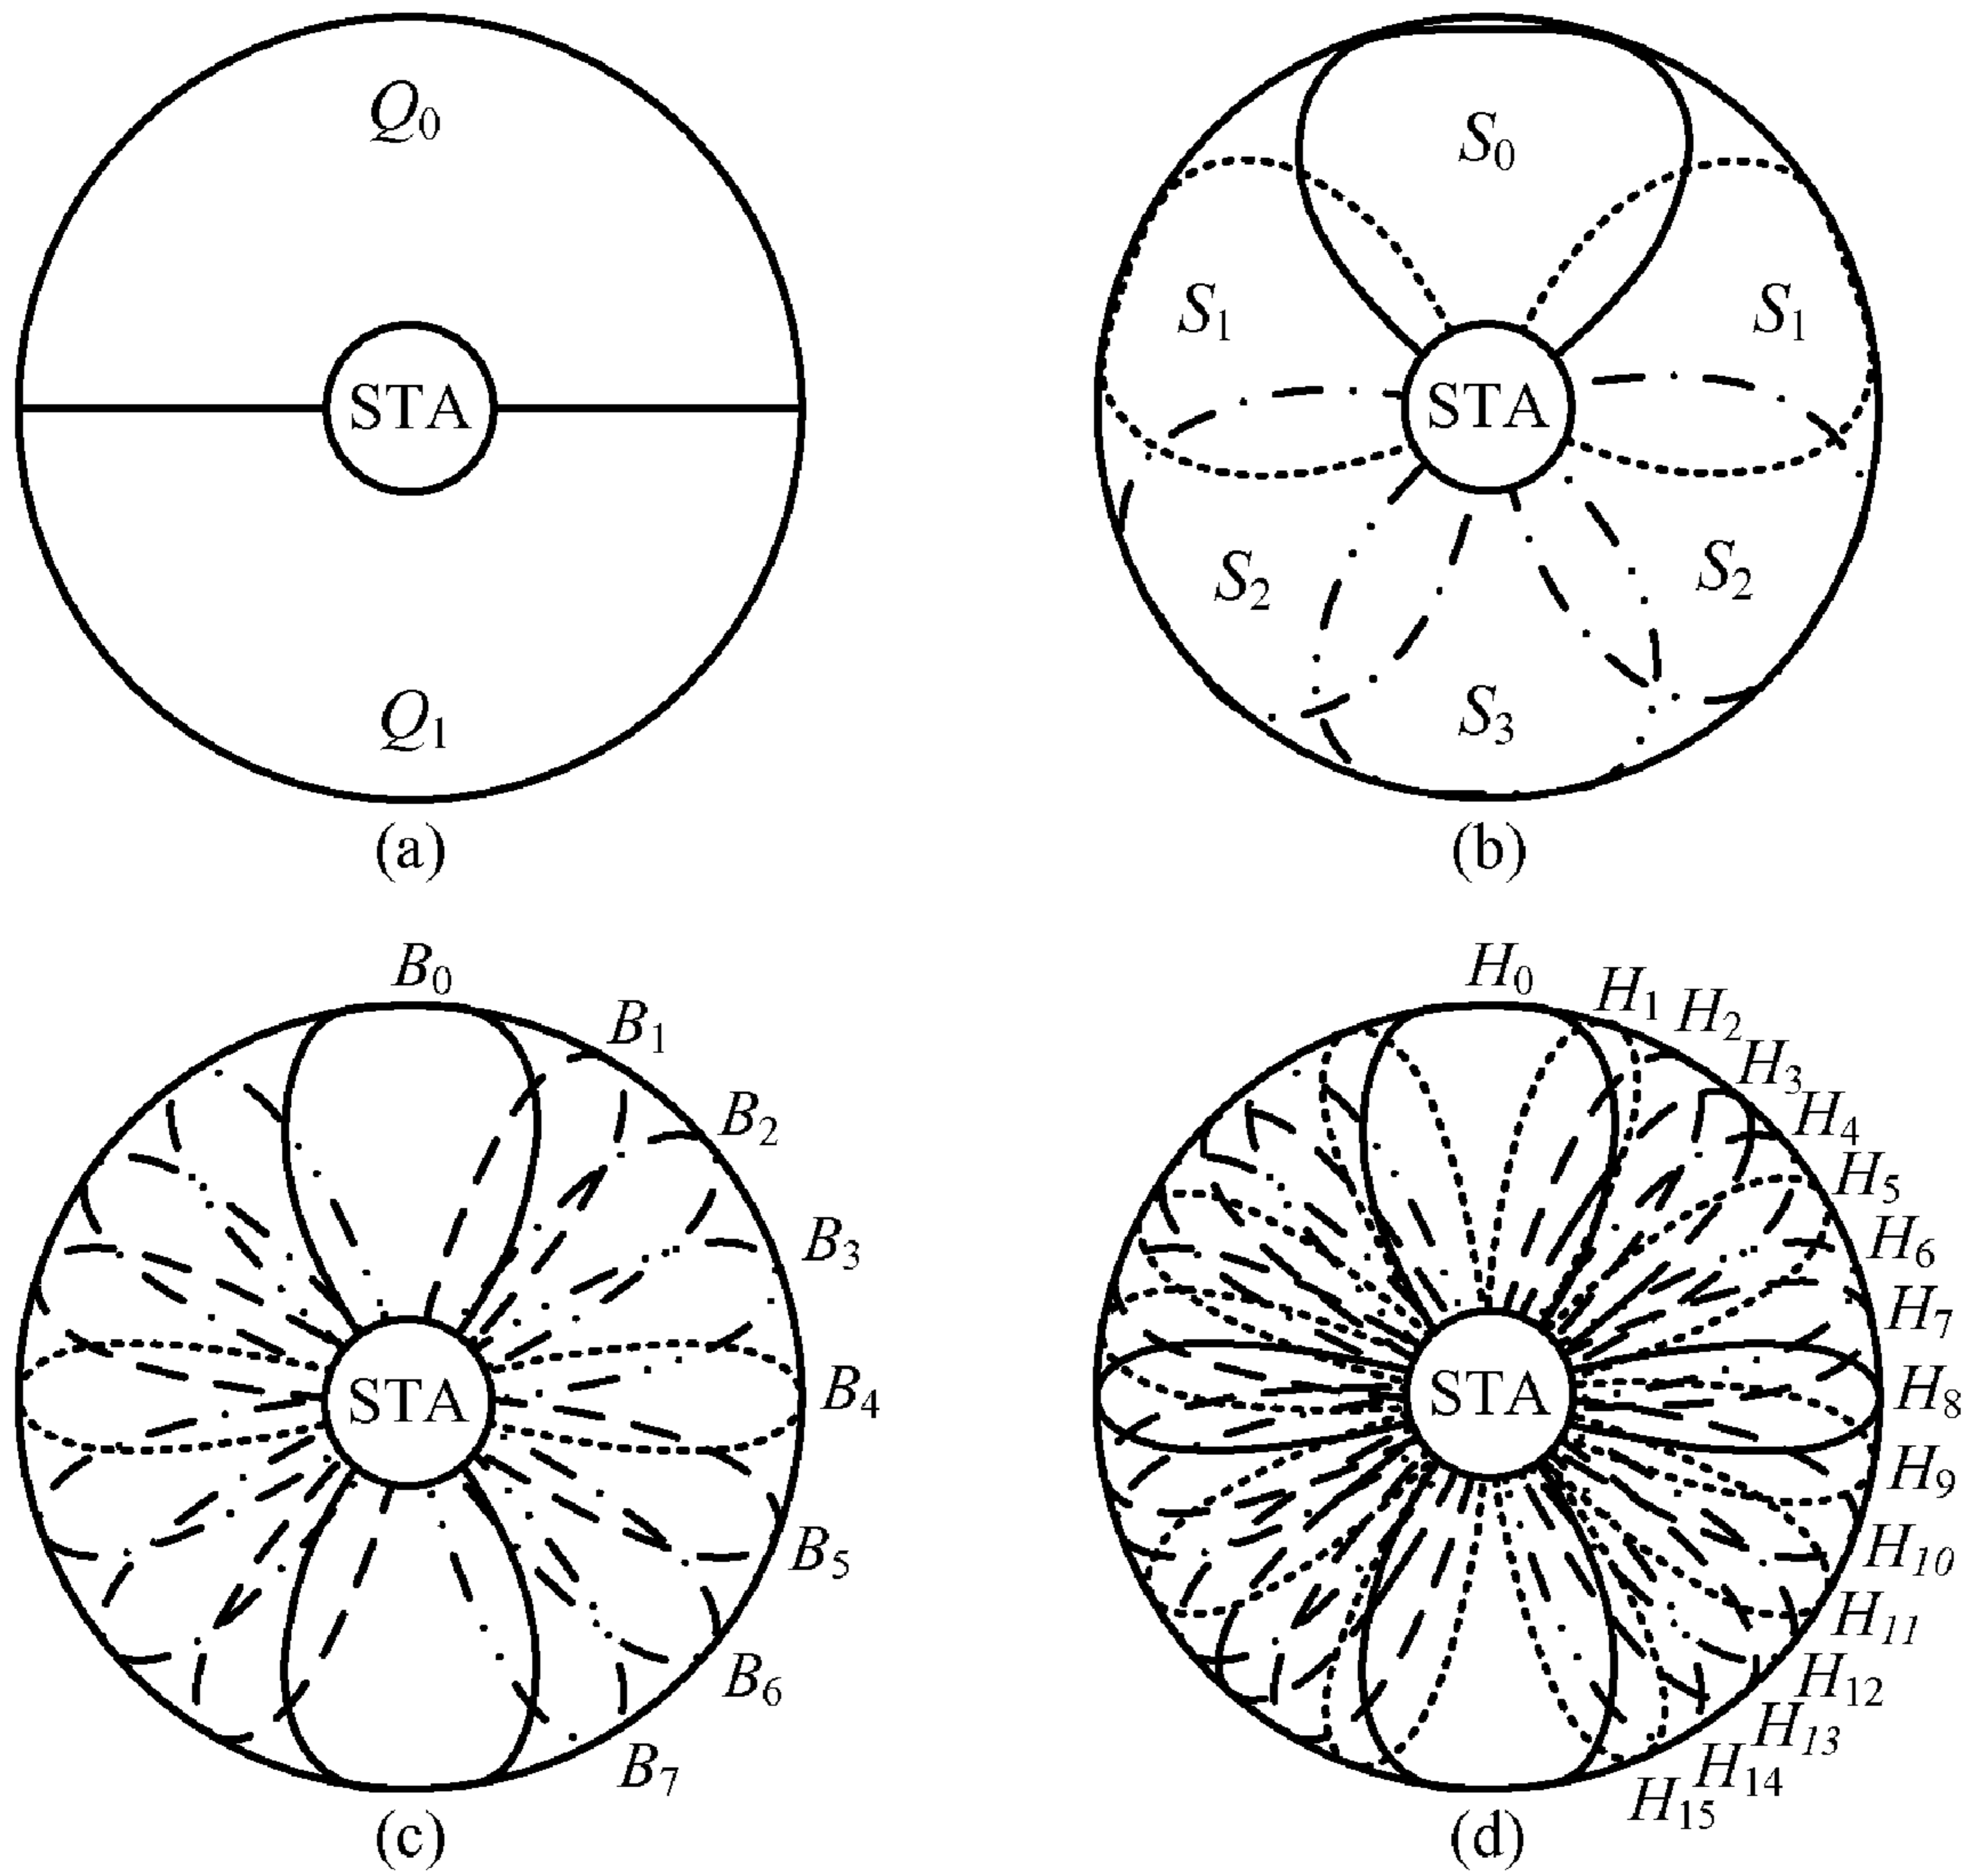 Q0
STA
Q1
(a)
S0
S1 S1
STA
S2 S2
S3
(b)
B0
B1
B2
B3
STA B4
B5
B6
B7
(c)
H0
H1
H2
H3
H4
H5
H6
H7
STA H8
H9
H10
H11
H12
H13
H14
H15
(d)